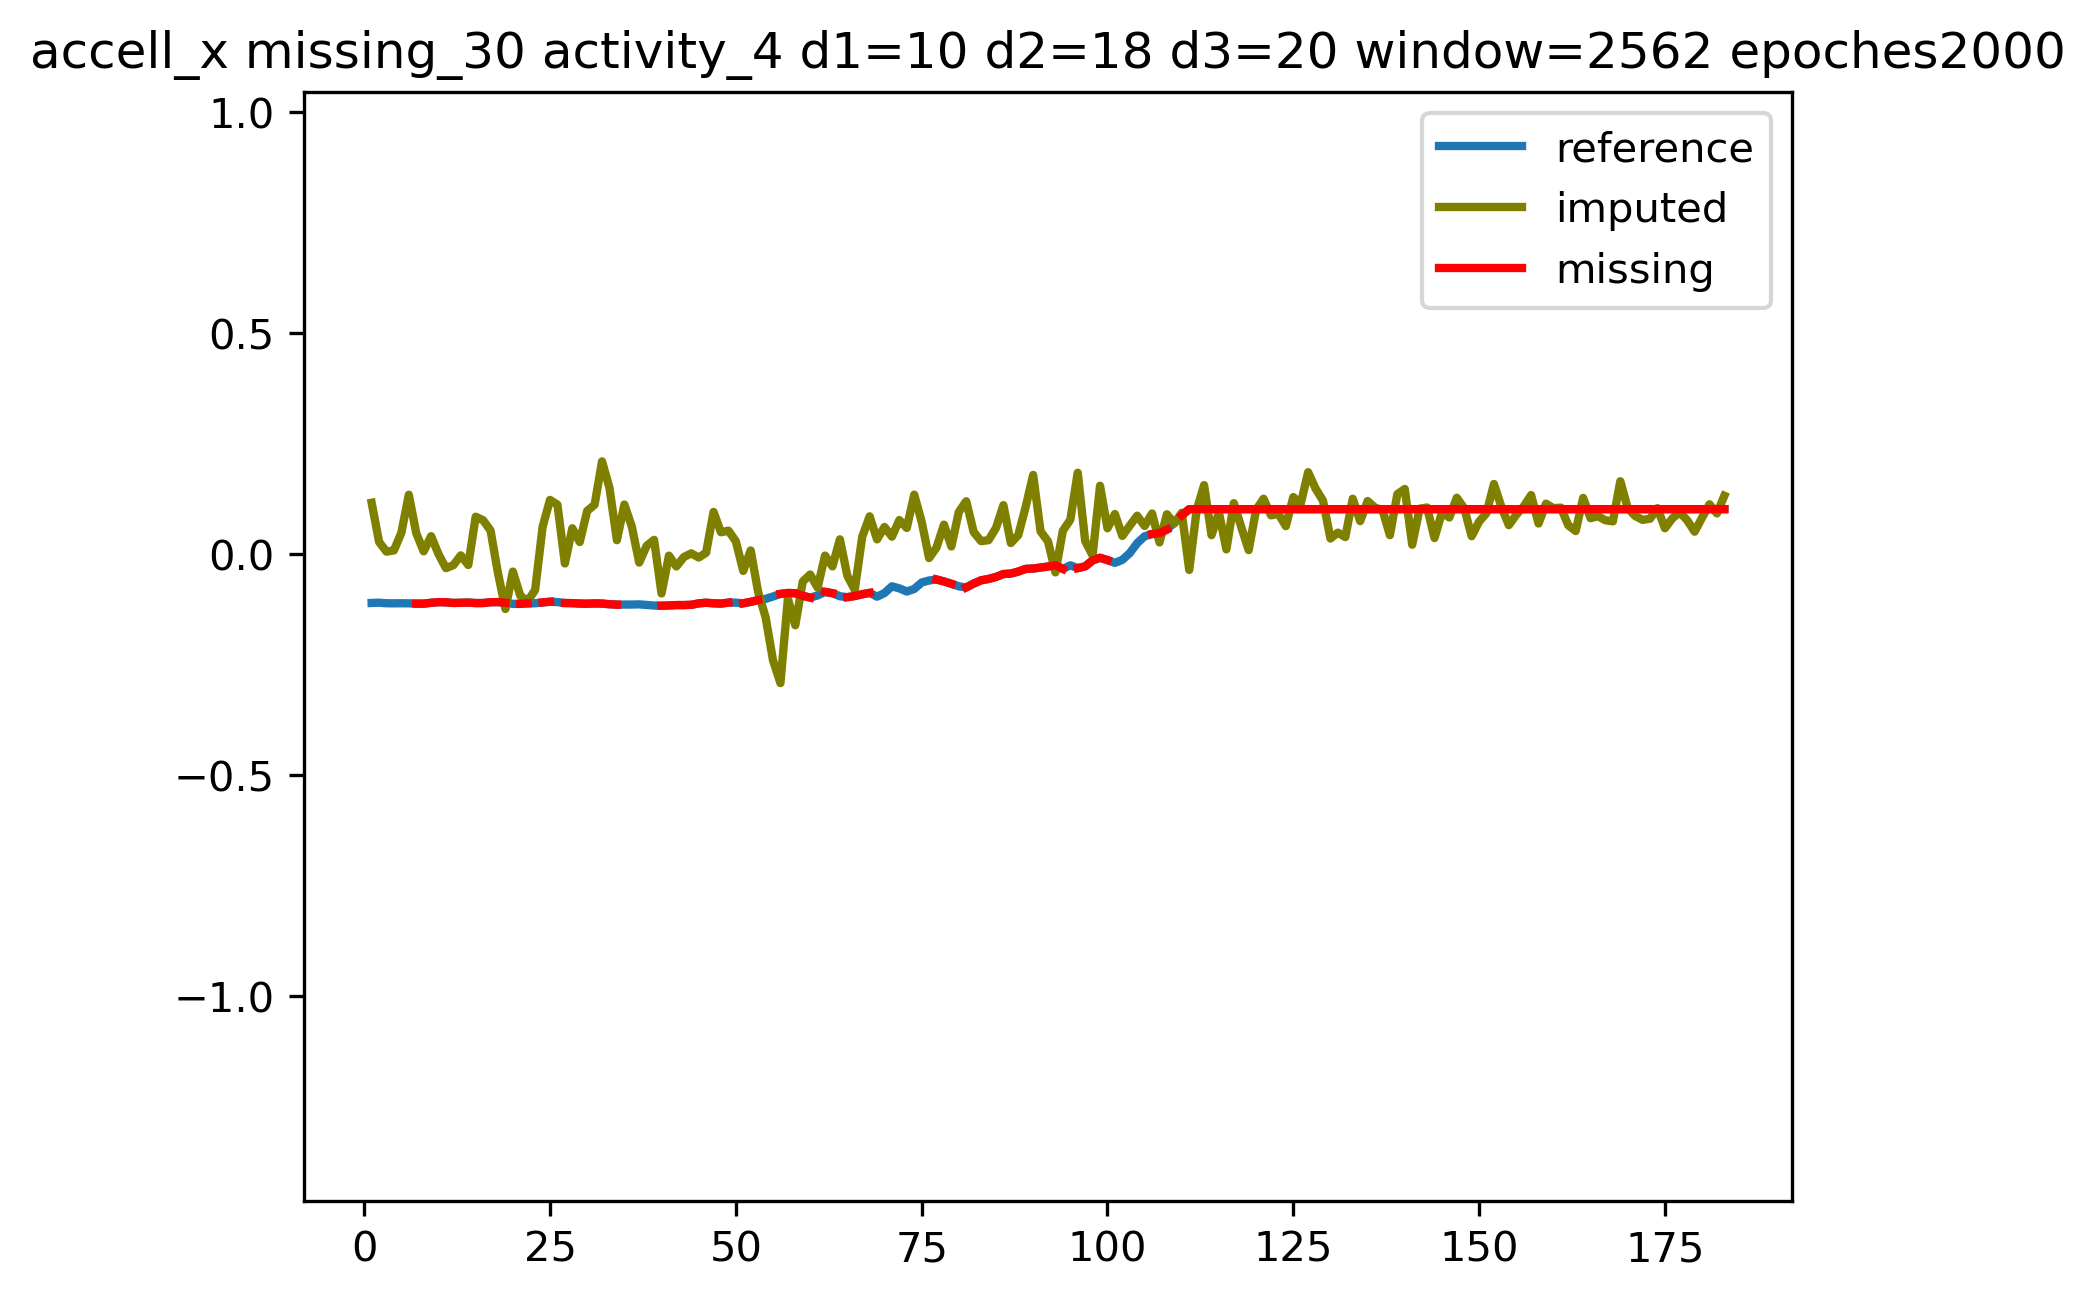 accell_x missing_30 activity_4 d1=10 d2=18 d3=20 window=2562 epoches2000
1.0
0.5
0.0
−0.5
−1.0
reference
imputed
missing
0 25 50 75 100 125 150 175